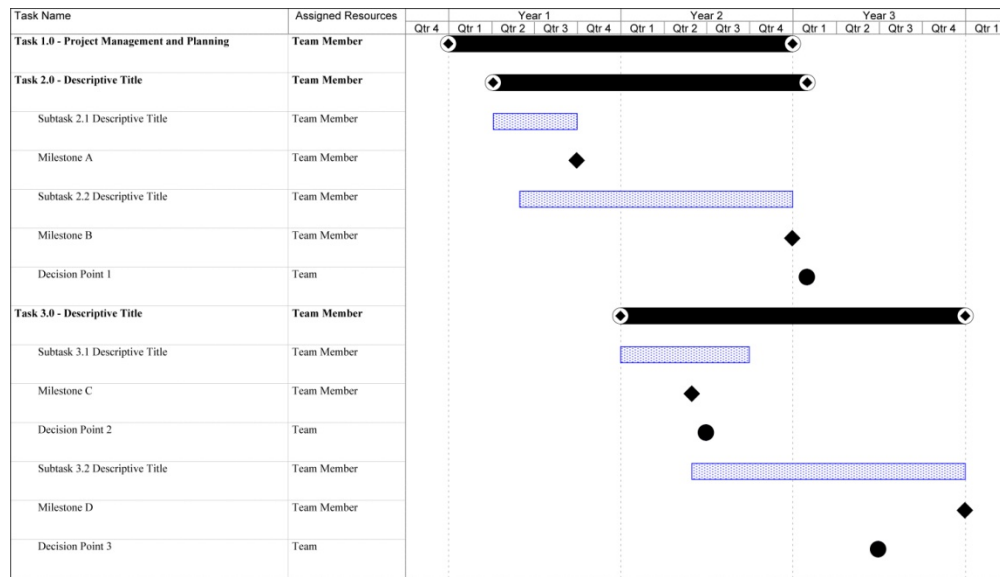 Task Name Assigned Resources Year 1 Year 2 Year 3
Qtr 4 Qtr 1 Qtr 2 Qtr 3 Qtr 4 Qtr 1 Qtr 2 Qtr 3 Qtr 4 Qtr 1 Qtr 2 Qtr 3 Qtr 4 Qtr 1
Task 1.0 - Project Management and Planning Team Member
Task 2.0 - Descriptive Title Team Member
Subtask 2.1 Descriptive Title Team Member
Milestone A Team Member
Subtask 2.2 Descriptive Title Team Member
Milestone B Team Member
Decision Point 1 Team
Task 3.0 - Descriptive Title Team Member
Subtask 3.1 Descriptive Title Team Member
Milestone C Team Member
Decision Point 2 Team
Subtask 3.2 Descriptive Title Team Member
Milestone D Team Member
Decision Point 3 Team